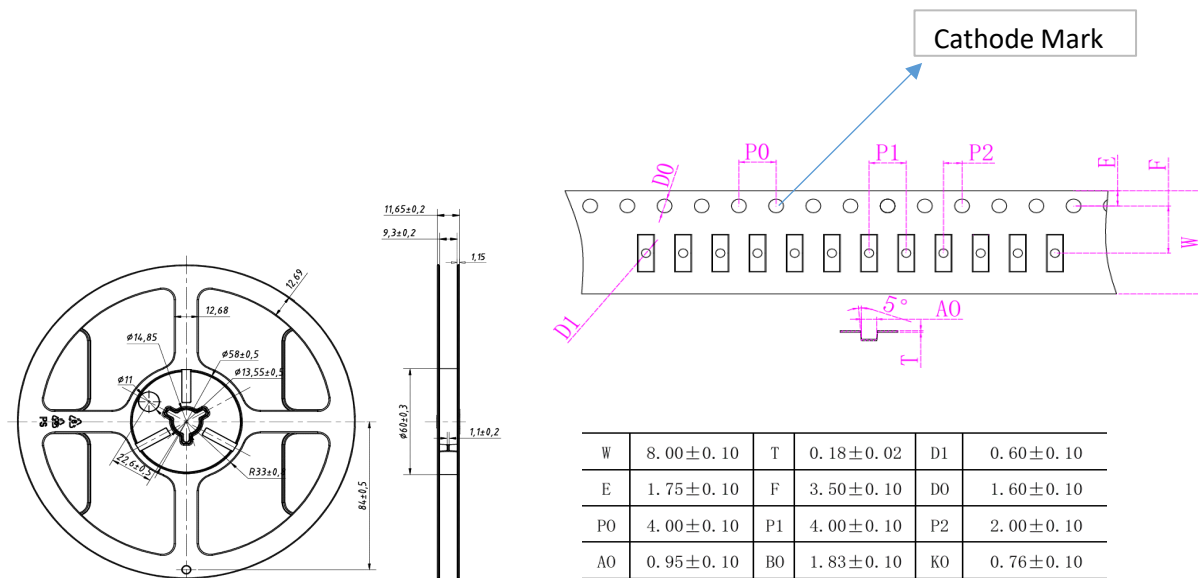 Cathode Mark
P0
P1
P2
E
F
D0
W
11,65±0,2
9,3±0,2
1,15
12,69
12,68
Ø14,85
Ø58±0,5
Ø13,55±0,5
Ø11
D1
5°
A0
T
PS
Ø60±0,3
1,1±0,2
22,6±0,5
84±0,5
W 8.00±0.10 T 0.18±0.02 D1 0.60±0.10
E 1.75±0.10 F 3.50±0.10 D0 1.60±0.10
P0 4.00±0.10 P1 4.00±0.10 P2 2.00±0.10
A0 0.95±0.10 B0 1.83±0.10 K0 0.76±0.10